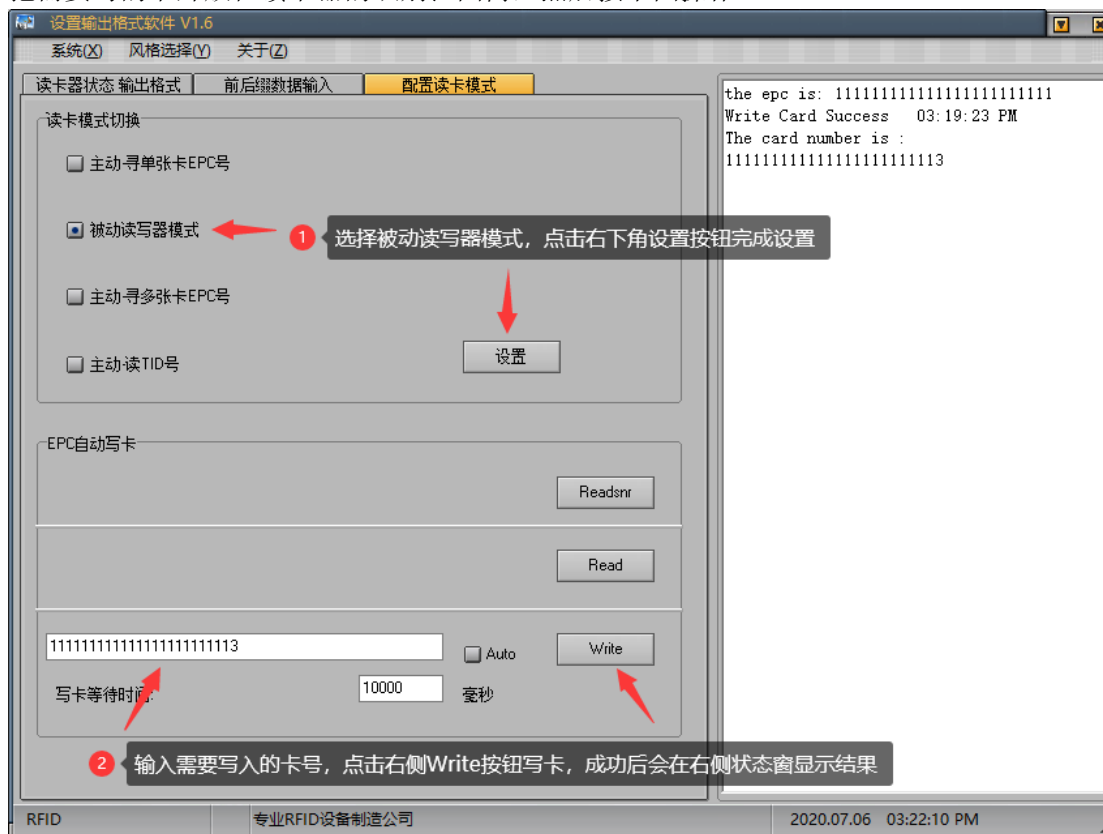 设置输出格式软件 V1.6
系统(X) 风格选择(Y) 关于(Z)
读卡器状态 输出格式 前后缀数据输入 配置读卡模式
读卡模式切换
主动-寻单张卡EPC号
被动读写器模式
1 选择被动读写器模式，点击右下角设置按钮完成设置
主动-寻多张卡EPC号
主动-读TID号
设置
EPC自动写卡
Readsnr
Read
111111111111111111111113
Auto
Write
写卡等待时间:
10000
毫秒
2 输入需要写入的卡号，点击右侧Write按钮写卡，成功后会在右侧状态窗显示结果
the epc is: 111111111111111111111111
Write Card Success 03:19:23 PM
The card number is :
111111111111111111111113
RFID 专业RFID设备制造公司 2020.07.06 03:22:10 PM